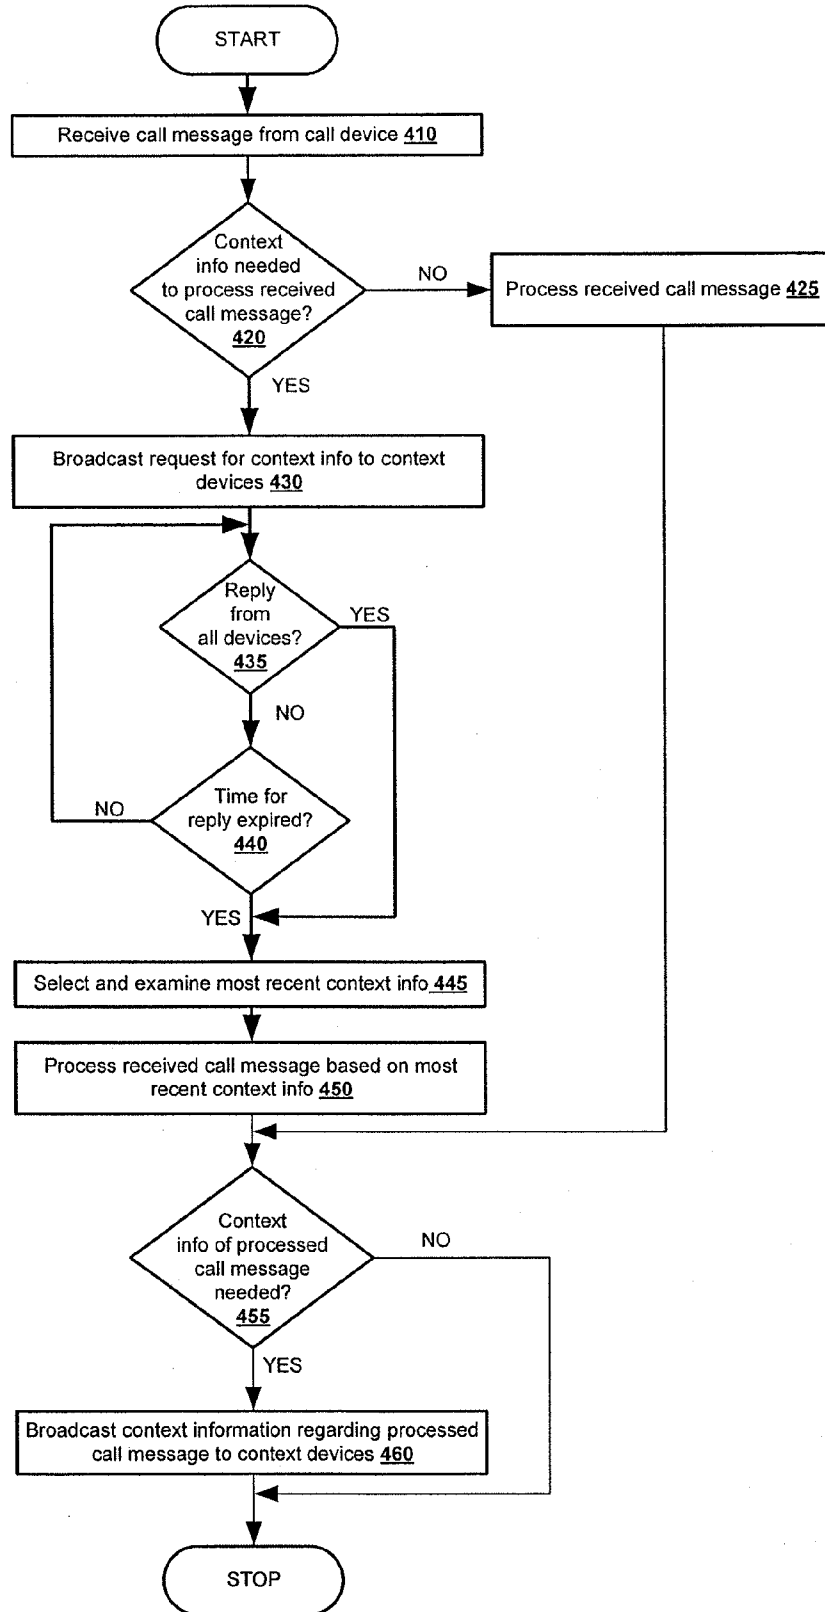 START
Receive call message from call device 410
Context
info needed
to process received
call message?
420
NO
Process received call message 425
YES
Broadcast request for context info to context
devices 430
Reply
from
all devices?
435
YES
NO
Time for
reply expired?
440
NO
YES
Select and examine most recent context info 445
Process received call message based on most
recent context info 450
Context
info of processed
call message
needed?
455
NO
YES
Broadcast context information regarding processed
call message to context devices 460
STOP